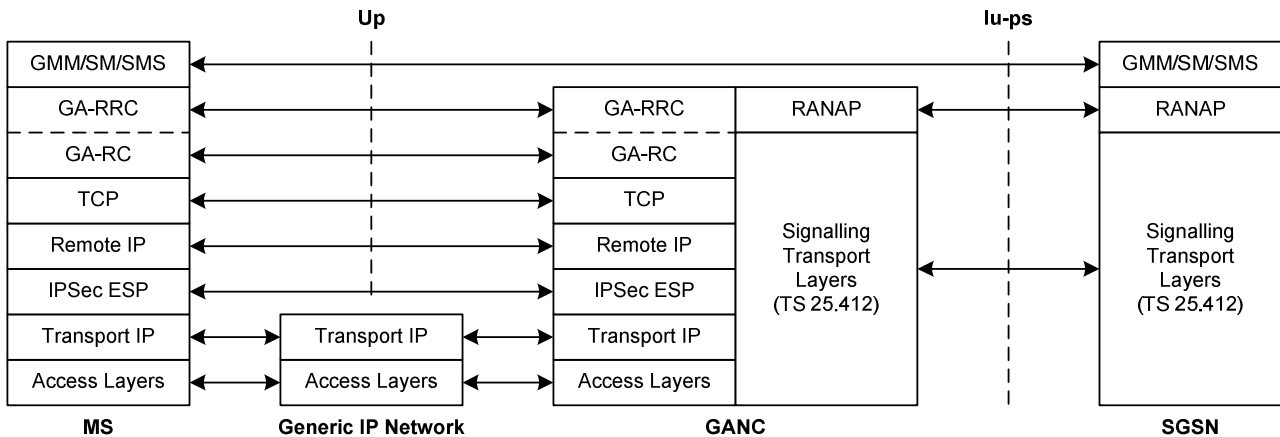 Up
Iu-ps
GMM/SM/SMS
GMM/SM/SMS
GA-RRC
GA-RRC
RANAP
RANAP
GA-RC
GA-RC
TCP
TCP
Remote IP
Remote IP
Signalling
Transport
Layers
(TS 25.412)
Signalling
Transport
Layers
(TS 25.412)
IPSec ESP
IPSec ESP
Transport IP
Transport IP
Transport IP
Access Layers
Access Layers
Access Layers
MS
Generic IP Network
GANC
SGSN